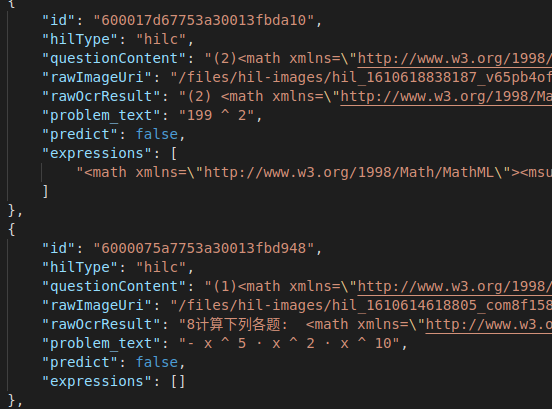 {
"id": "600017d67753a30013fbda10",
"hilType": "hilc",
"questionContent": "(2)<math xmlns=\"http://www.w3.org/1998/
"rawImageUri": "/files/hil-images/hil_1610618838187_v65pb4of
"rawOcrResult": "(2) <math xmlns=\"http://www.w3.org/1998/Ma
"problem_text": "199 ^ 2",
"predict": false,
"expressions": [
"<math xmlns=\"http://www.w3.org/1998/Math/MathML\"><msu
]
},
{
"id": "6000075a7753a30013fbd948",
"hilType": "hilc",
"questionContent": "(1)<math xmlns=\"http://www.w3.org/1998/
"rawImageUri": "/files/hil-images/hil_1610614618805_com8f158
"rawOcrResult": "8计算下列各题:  <math xmlns=\"http://www.w3.o
"problem_text": "- x ^ 5 · x ^ 2 · x ^ 10",
"predict": false,
"expressions": []
},